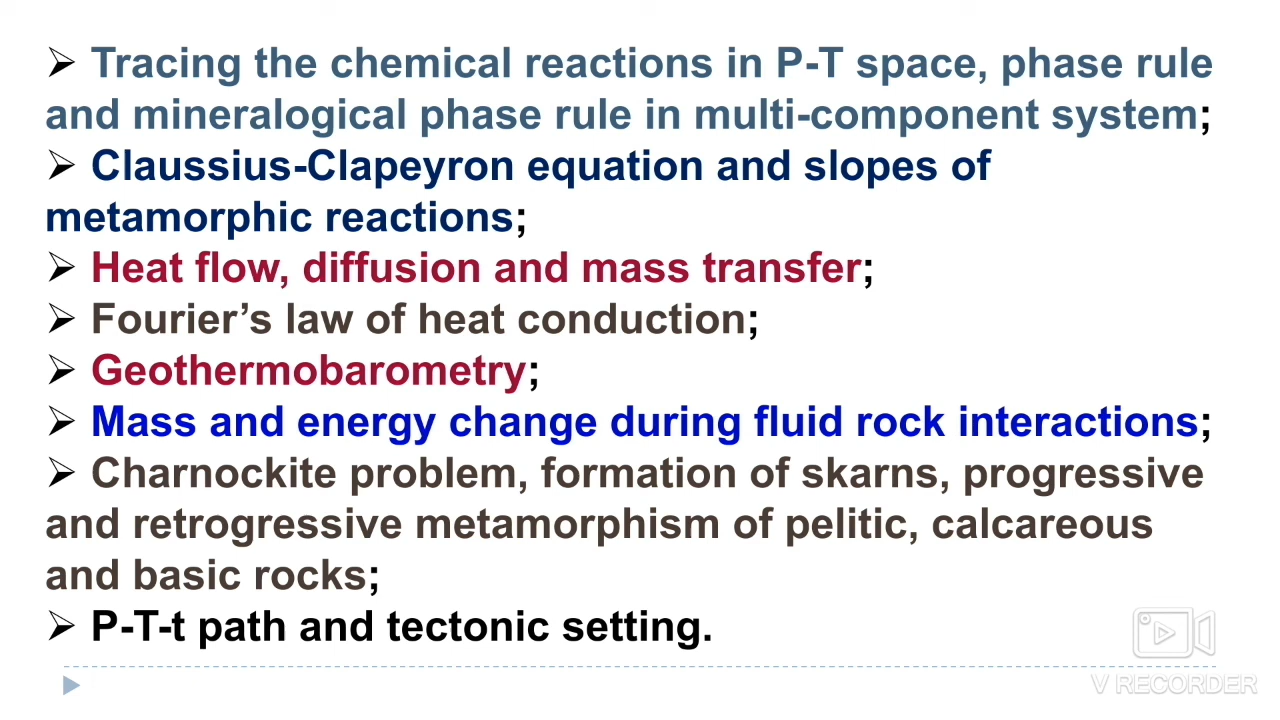 ➢ Tracing the chemical reactions in P-T space, phase rule
and mineralogical phase rule in multi-component system;
➢ Claussius-Clapeyron equation and slopes of
metamorphic reactions;
➢ Heat flow, diffusion and mass transfer;
➢ Fourier’s law of heat conduction;
➢ Geothermobarometry;
➢ Mass and energy change during fluid rock interactions;
➢ Charnockite problem, formation of skarns, progressive
and retrogressive metamorphism of pelitic, calcareous
and basic rocks;
➢ P-T-t path and tectonic setting.
V RECORDER